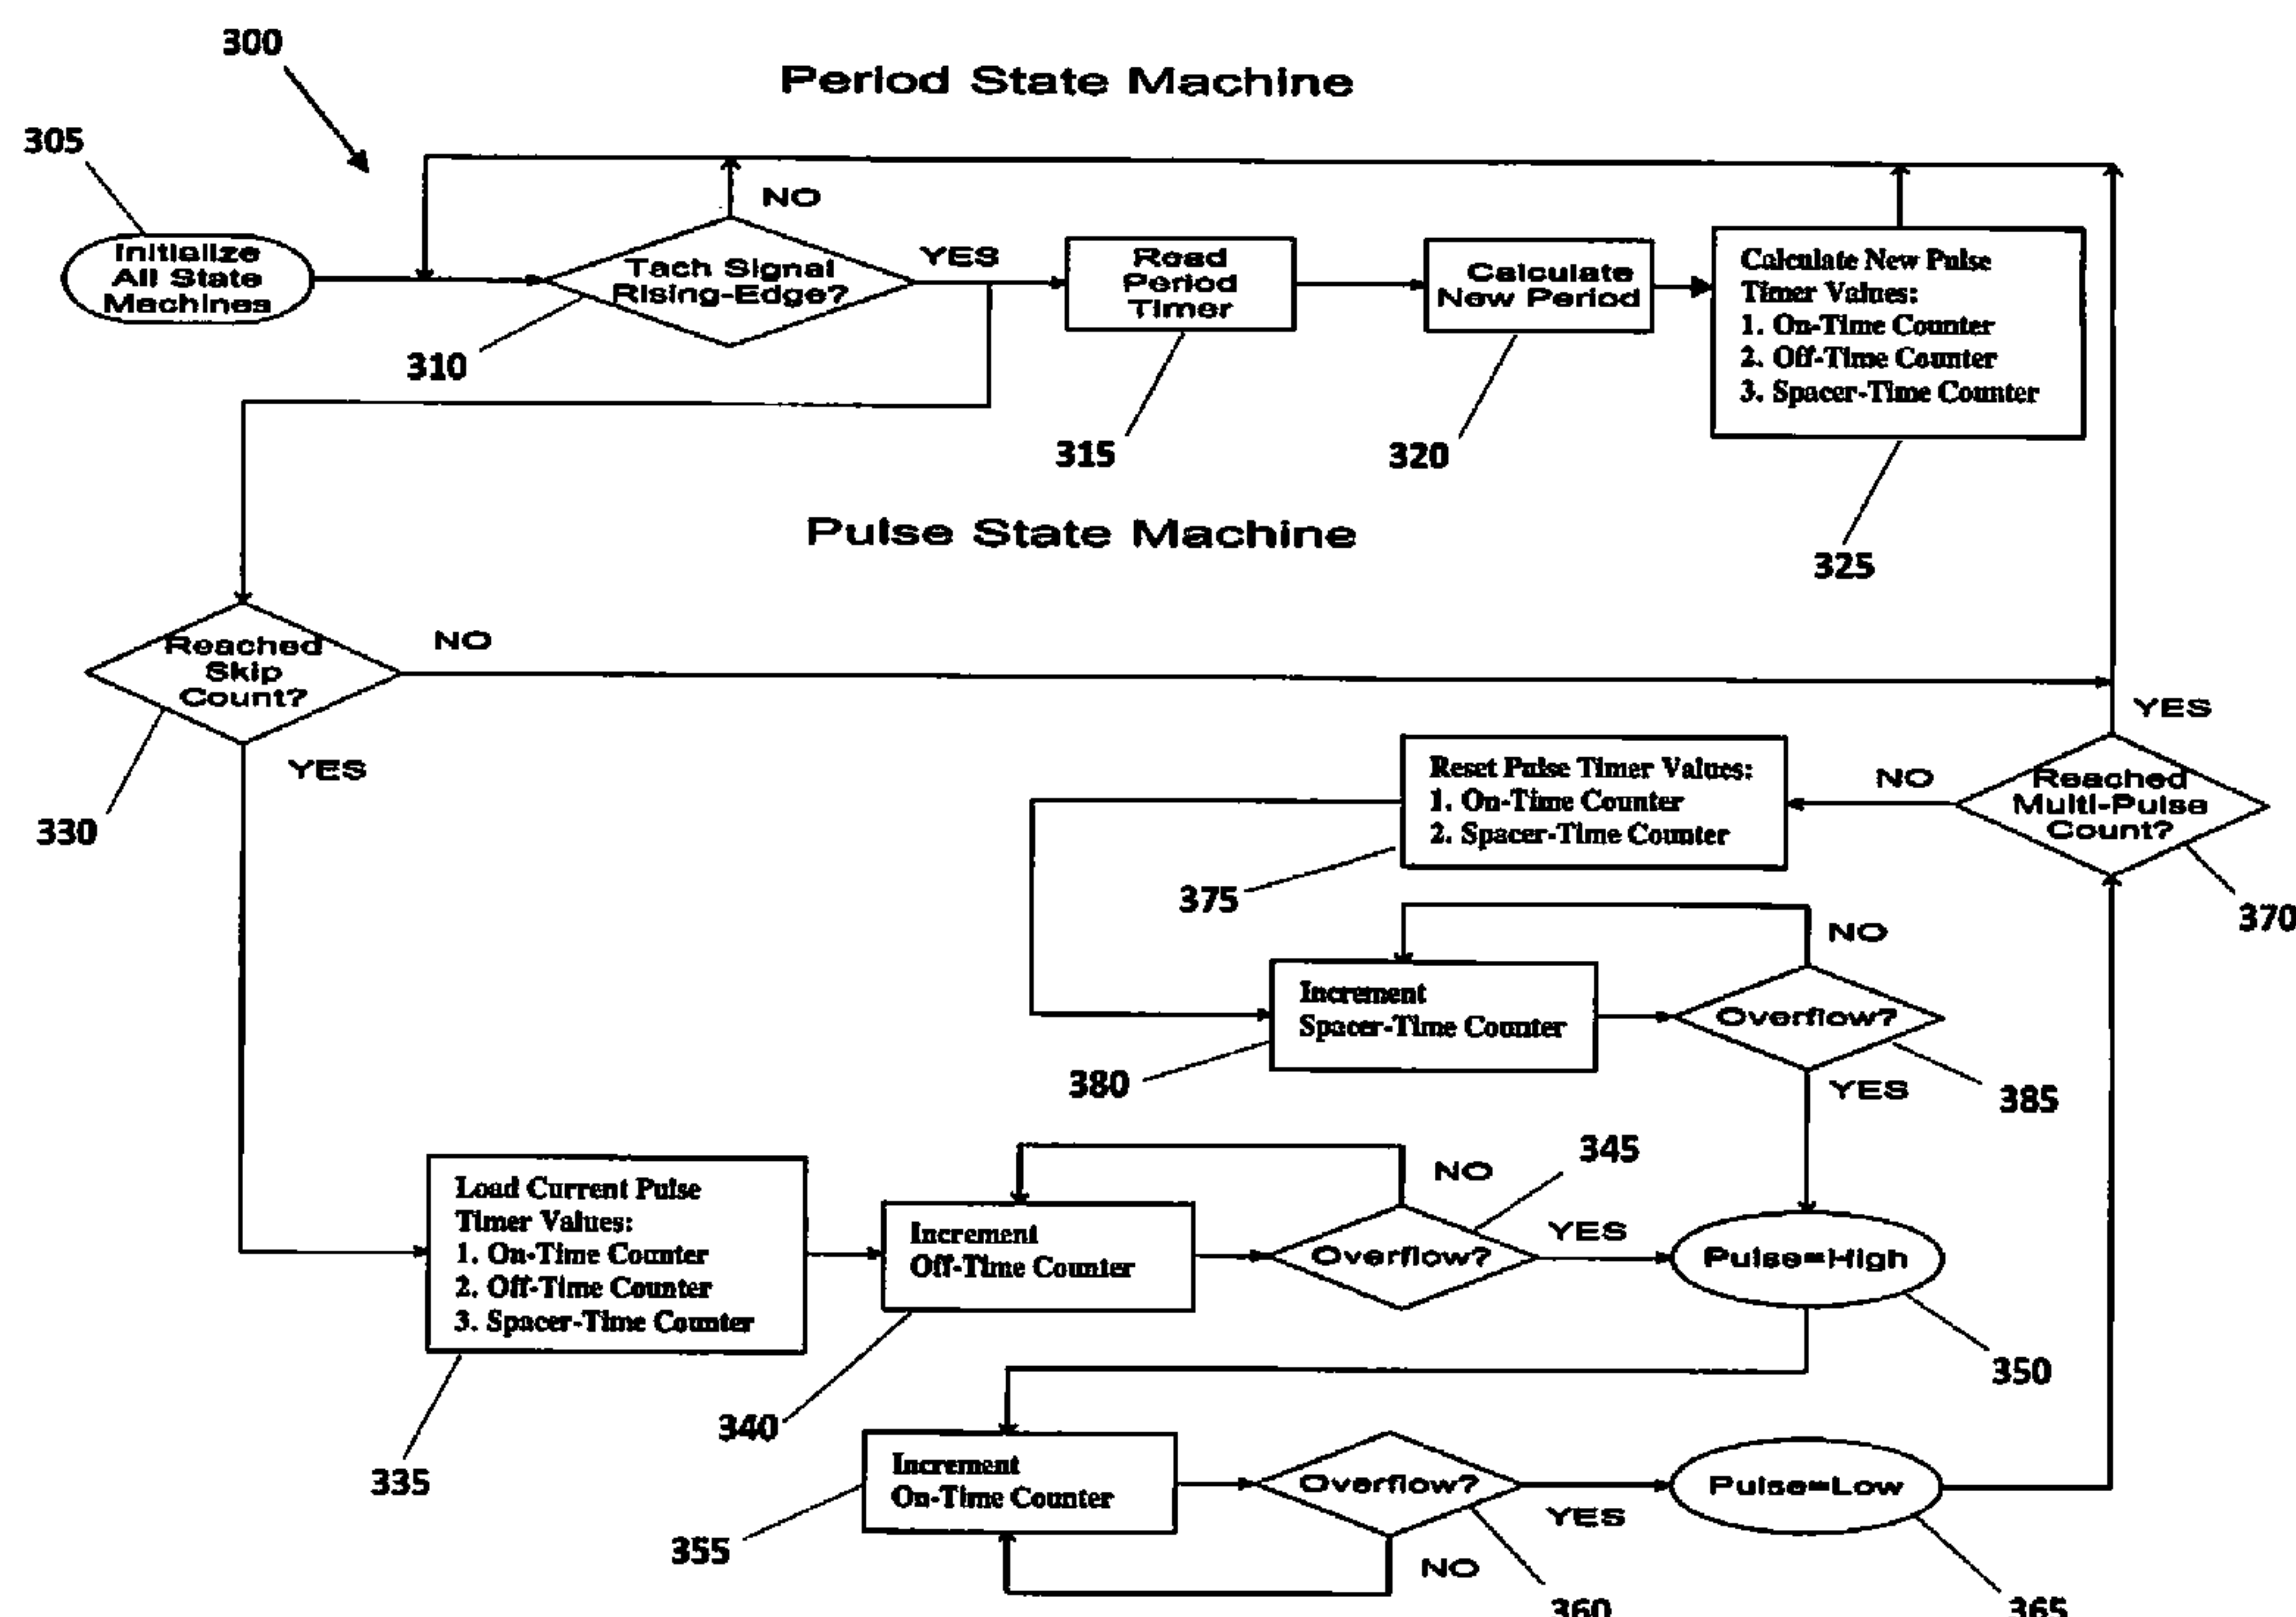 300
Period State Machine
305
NO
Initialize
All State
Machines
Tach Signal
Rising-Edge?
YES
Read
Period
Timer
Calculate
New Period
Calculate New Pulse
Timer Values:
1. On-Time Counter
2. Off-Time Counter
3. Spacer-Time Counter
310
315
320
325
Pulse State Machine
Reached
Skip
Count?
NO
YES
330
YES
Reset Pulse Timer Values:
1. On-Time Counter
2. Spacer-Time Counter
NO
Reached
Multi-Pulse
Count?
375
370
NO
Increment
Spacer-Time Counter
Overflow?
380
YES
385
345
NO
Load Current Pulse
Timer Values:
1. On-Time Counter
2. Off-Time Counter
3. Spacer-Time Counter
Increment
Off-Time Counter
Overflow?
YES
Pulse=High
350
340
335
Increment
On-Time Counter
Overflow?
YES
Pulse=Low
355
NO
360
365